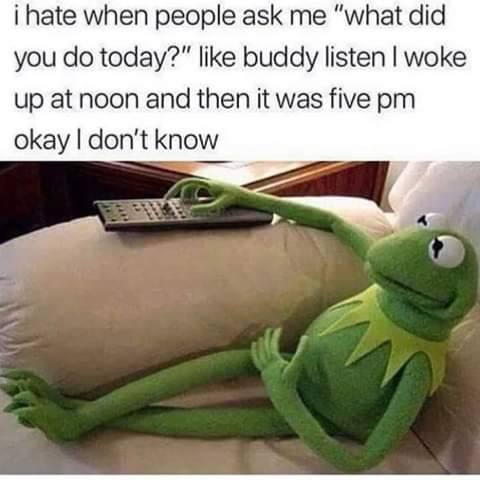 i hate when people ask me "what did
you do today?" like buddy listen I woke
up at noon and then it was five pm
okay I don't know